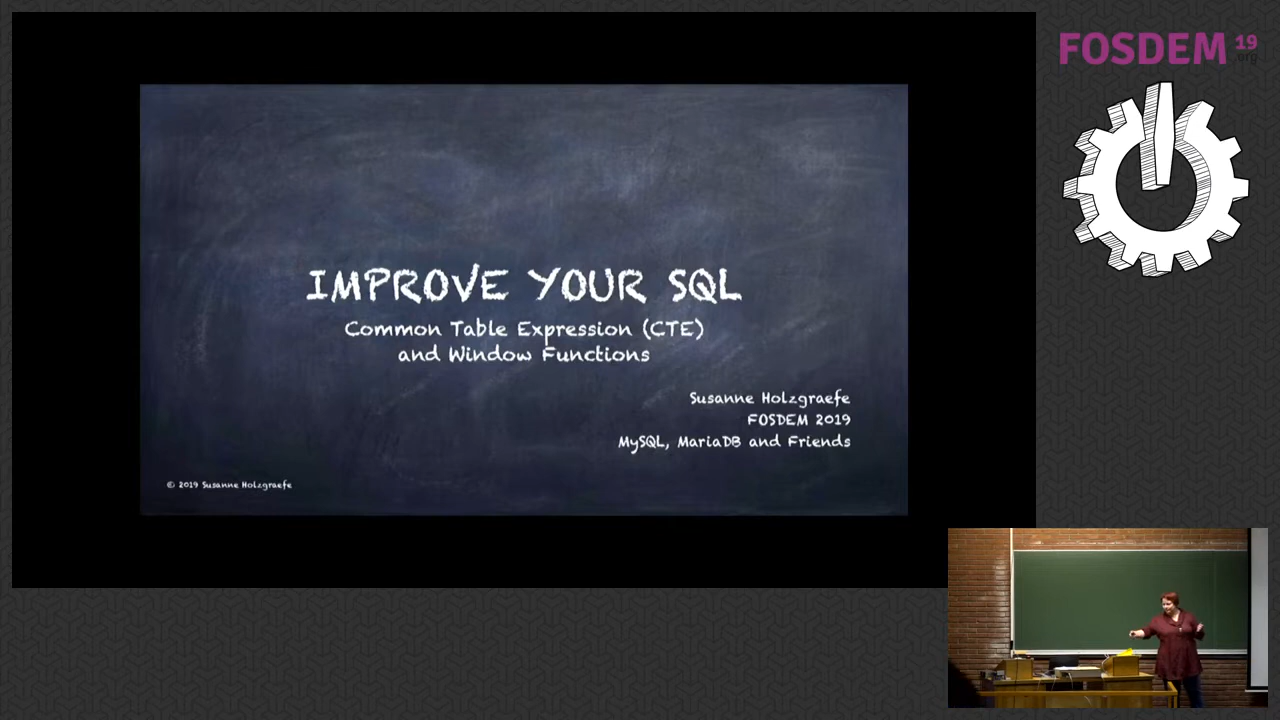 FOSDEM 19
.org
IMPROVE YOUR SQL
Common Table Expression (CTE)
and Window Functions
Susanne Holzgraefe
FOSDEM 2019
MySQL, MariaDB and Friends
© 2019 Susanne Holzgraefe